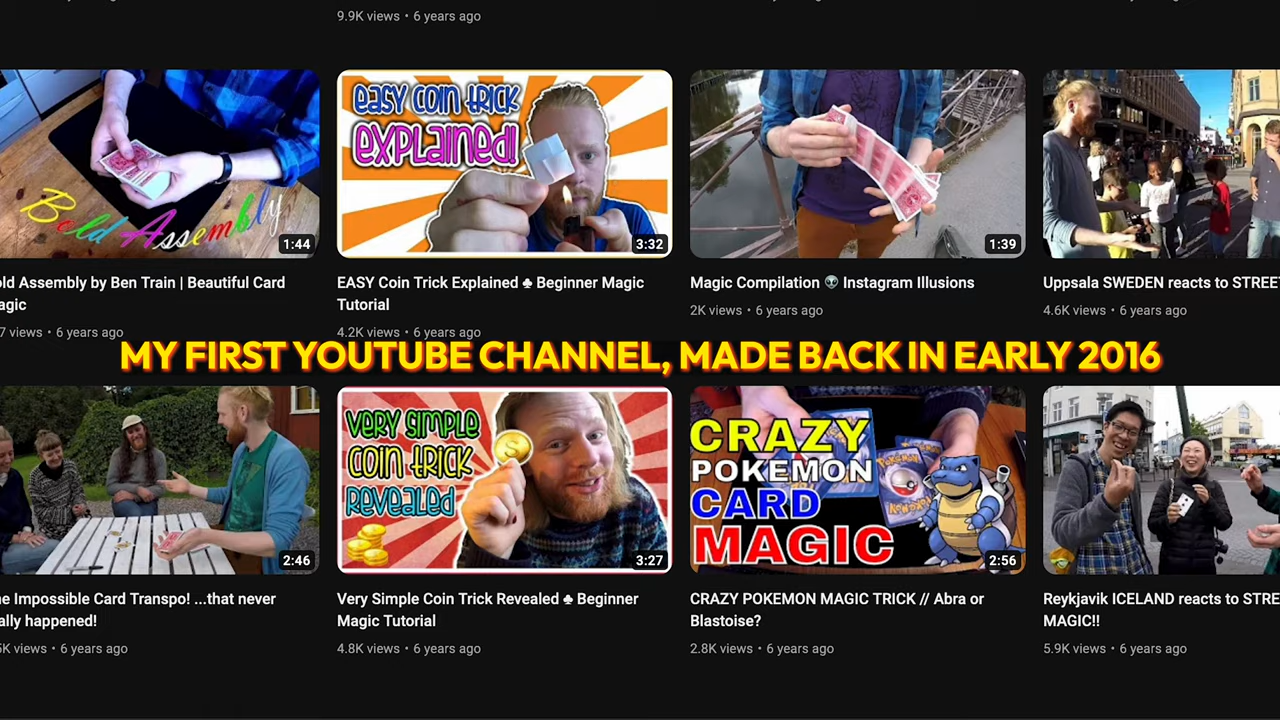 9.9K views • 6 years ago
Bold Assembly
1:44
EASY COIN TRICK
EXPLAINED!
3:32
1:39
old Assembly by Ben Train | Beautiful Card
agic
7 views • 6 years ago
EASY Coin Trick Explained ♣ Beginner Magic
Tutorial
4.2K views • 6 years ago
Magic Compilation 👽 Instagram Illusions
2K views • 6 years ago
Uppsala SWEDEN reacts to STREE
4.6K views • 6 years ago
MY FIRST YOUTUBE CHANNEL, MADE BACK IN EARLY 2016
2:46
VERY SIMPLE
COIN TRICK
REVEALED
3:27
CRAZY
POKEMON
CARD
MAGIC
2:56
he Impossible Card Transpo! ...that never
ally happened!
5K views • 6 years ago
Very Simple Coin Trick Revealed ♣ Beginner
Magic Tutorial
4.8K views • 6 years ago
CRAZY POKEMON MAGIC TRICK // Abra or
Blastoise?
2.8K views • 6 years ago
Reykjavik ICELAND reacts to STRE
MAGIC!!
5.9K views • 6 years ago